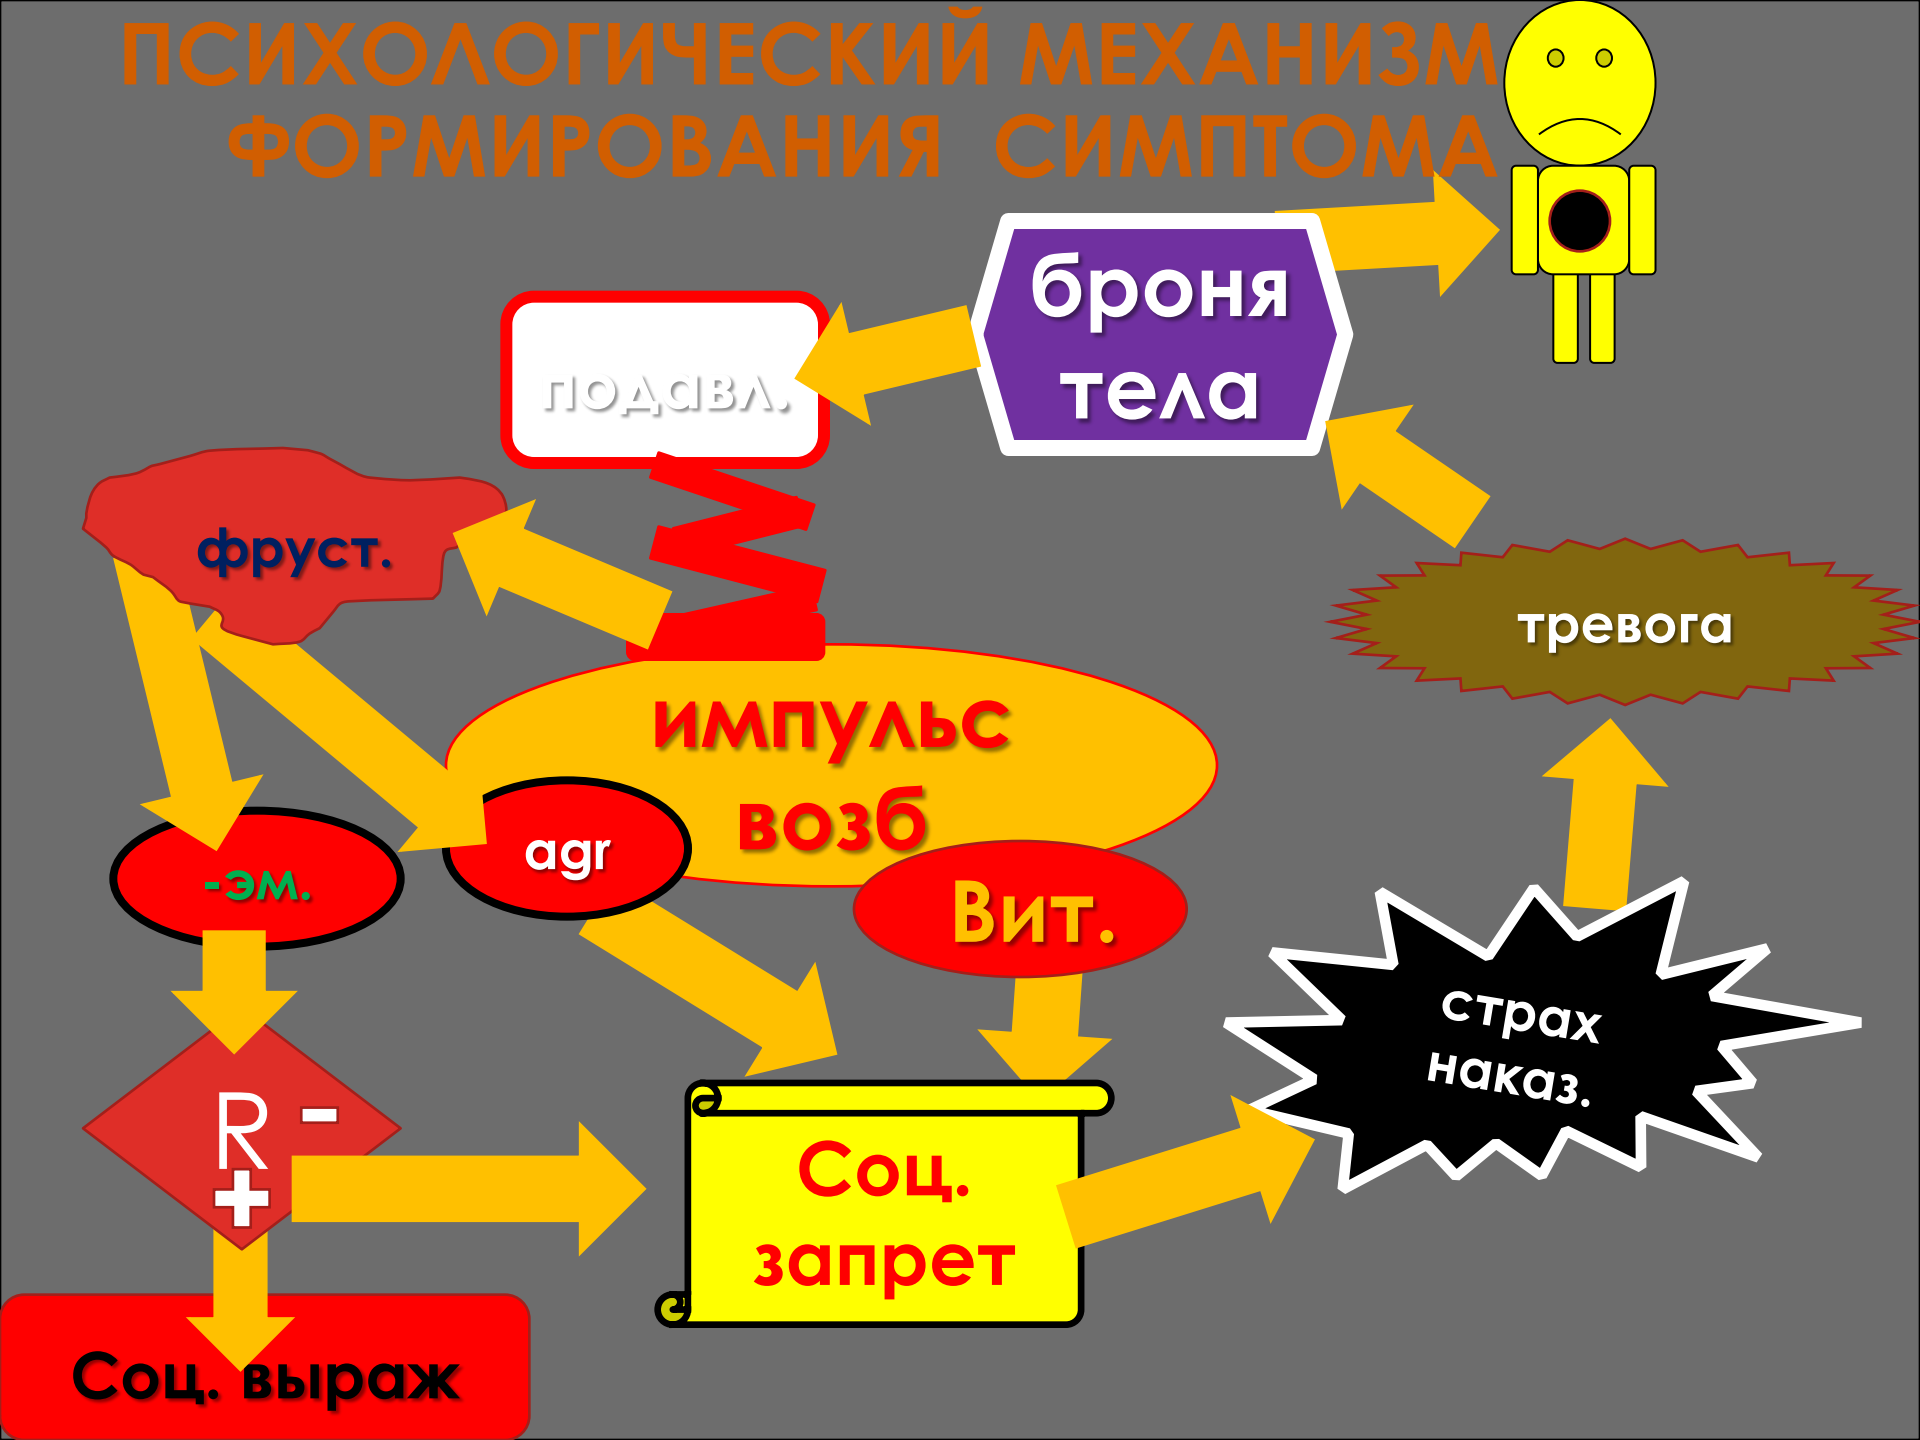 ПСИХОЛОГИЧЕСКИЙ МЕХАНИЗМ
ФОРМИРОВАНИЯ СИМПТОМА
броня
тела
подавл.
фруст.
тревога
импульс
возб
agr
-эм.
Вит.
страх
наказ.
R -
+
Соц.
запрет
Соц. выраж